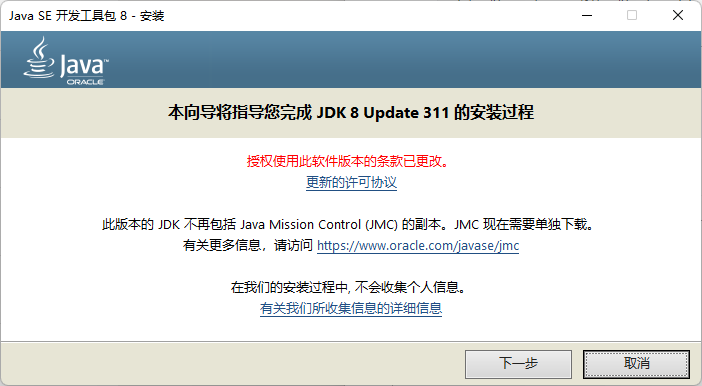 Java SE 开发工具包 8 - 安装
Java™
ORACLE
本向导将指导您完成 JDK 8 Update 311 的安装过程
授权使用此软件版本的条款已更改。
更新的许可协议
此版本的 JDK 不再包括 Java Mission Control (JMC) 的副本。JMC 现在需要单独下载。
有关更多信息，请访问 https://www.oracle.com/javase/jmc
在我们的安装过程中, 不会收集个人信息。
有关我们所收集信息的详细信息
下一步
取消